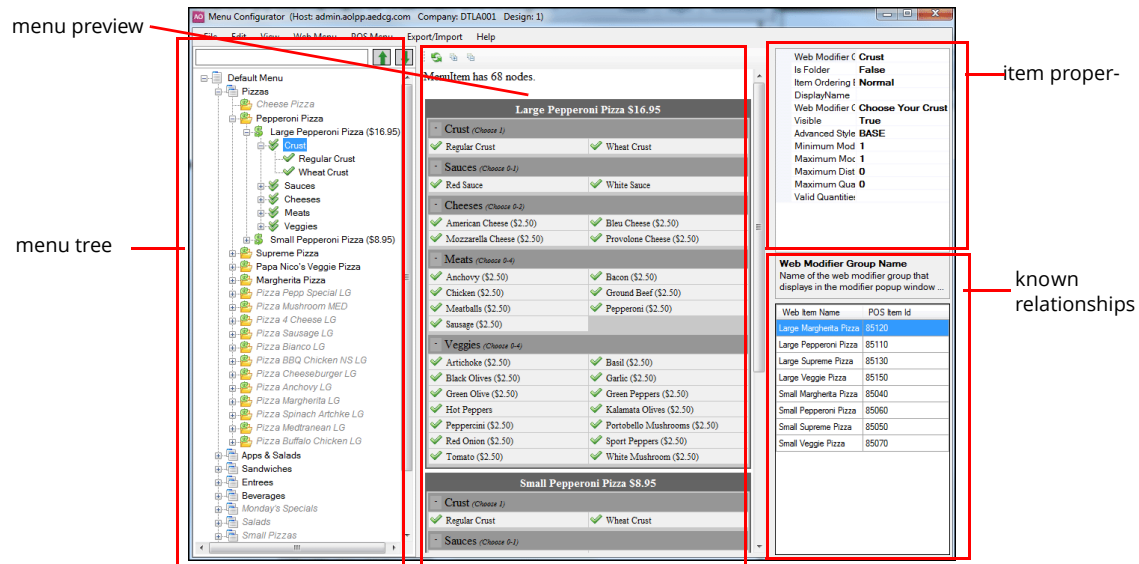 menu preview
Menu Configurator (Host: admin.aolpp.aedcg.com Company: DTLA001 Design: 1)
File Edit View Web Menu POS Menu Export/Import Help
menu tree
Default Menu
Pizzas
Cheese Pizza
Pepperoni Pizza
Large Pepperoni Pizza ($16.95)
Crust
Regular Crust
Wheat Crust
Sauces
Cheeses
Meats
Veggies
Small Pepperoni Pizza ($8.95)
Supreme Pizza
Papa Nico's Veggie Pizza
Margherita Pizza
Pizza Pepp Special LG
Pizza Mushroom MED
Pizza 4 Cheese LG
Pizza Sausage LG
Pizza Bianco LG
Pizza BBQ Chicken NS LG
Pizza Cheeseburger LG
Pizza Anchovy LG
Pizza Margherita LG
Pizza Spinach Artchke LG
Pizza Medtranean LG
Pizza Buffalo Chicken LG
Apps & Salads
Sandwiches
Entrees
Beverages
Monday's Specials
Salads
Small Pizzas
MenuItem has 68 nodes.
Large Pepperoni Pizza $16.95
- Crust (Choose 1)
Regular Crust Wheat Crust
- Sauces (Choose 0-1)
Red Sauce White Sauce
- Cheeses (Choose 0-2)
American Cheese ($2.50) Bleu Cheese ($2.50)
Mozzarella Cheese ($2.50) Provolone Cheese ($2.50)
- Meats (Choose 0-4)
Anchovy ($2.50) Bacon ($2.50)
Chicken ($2.50) Ground Beef ($2.50)
Meatballs ($2.50) Pepperoni ($2.50)
Sausage ($2.50)
- Veggies (Choose 0-4)
Artichoke ($2.50) Basil ($2.50)
Black Olives ($2.50) Garlic ($2.50)
Green Olive ($2.50) Green Peppers ($2.50)
Hot Peppers Kalamata Olives ($2.50)
Peppercini ($2.50) Portobello Mushrooms ($2.50)
Red Onion ($2.50) Sport Peppers ($2.50)
Tomato ($2.50) White Mushroom ($2.50)
Small Pepperoni Pizza $8.95
- Crust (Choose 1)
Regular Crust Wheat Crust
- Sauces (Choose 0-1)
item proper-
Web Modifier C Crust
Is Folder False
Item Ordering Normal
DisplayName
Web Modifier C Choose Your Crust
Visible True
Advanced Style BASE
Minimum Mod 1
Maximum Moc 1
Maximum Dist 0
Maximum Qua 0
Valid Quantities
known
relationships
Web Modifier Group Name
Name of the web modifier group that
displays in the modifier popup window ...
Web Item Name POS Item Id
Large Margherita Pizza 85120
Large Pepperoni Pizza 85110
Large Supreme Pizza 85130
Large Veggie Pizza 85150
Small Margherita Pizza 85040
Small Pepperoni Pizza 85060
Small Supreme Pizza 85050
Small Veggie Pizza 85070